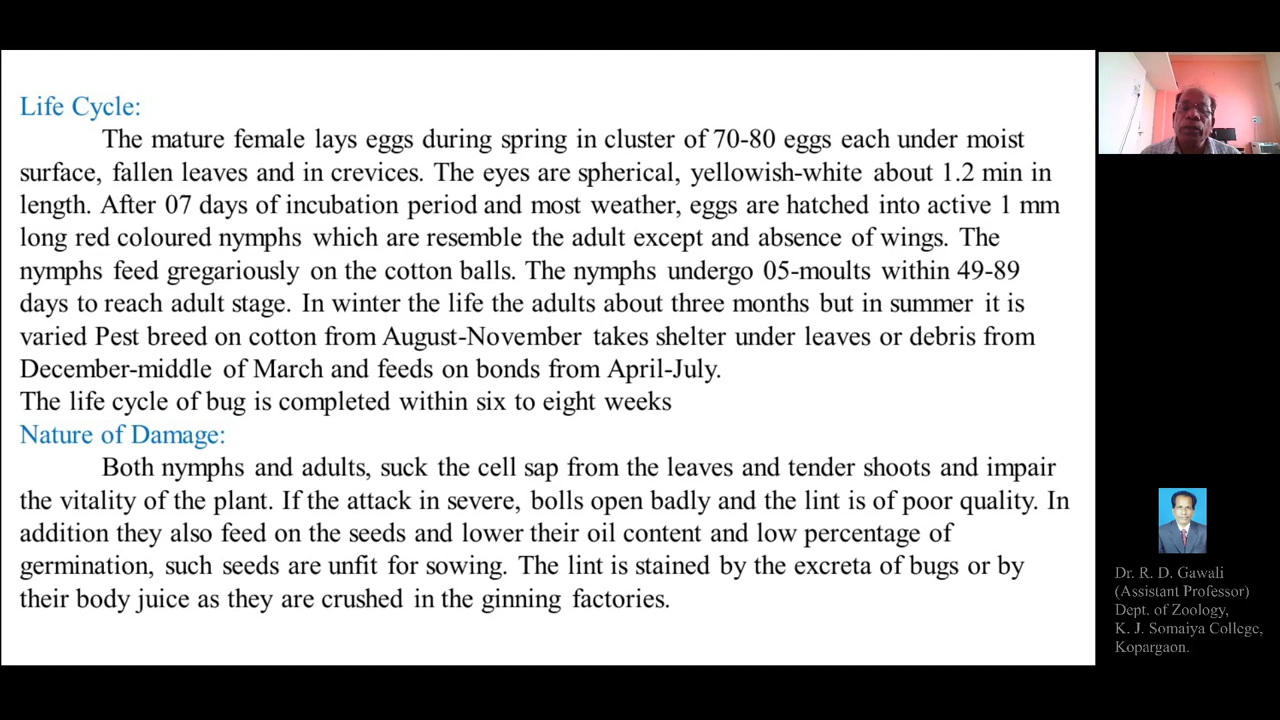 Life Cycle:
The mature female lays eggs during spring in cluster of 70-80 eggs each under moist
surface, fallen leaves and in crevices. The eyes are spherical, yellowish-white about 1.2 min in
length. After 07 days of incubation period and most weather, eggs are hatched into active 1 mm
long red coloured nymphs which are resemble the adult except and absence of wings. The
nymphs feed gregariously on the cotton balls. The nymphs undergo 05-moults within 49-89
days to reach adult stage. In winter the life the adults about three months but in summer it is
varied Pest breed on cotton from August-November takes shelter under leaves or debris from
December-middle of March and feeds on bonds from April-July.
The life cycle of bug is completed within six to eight weeks
Nature of Damage:
Both nymphs and adults, suck the cell sap from the leaves and tender shoots and impair
the vitality of the plant. If the attack in severe, bolls open badly and the lint is of poor quality. In
addition they also feed on the seeds and lower their oil content and low percentage of
germination, such seeds are unfit for sowing. The lint is stained by the excreta of bugs or by
their body juice as they are crushed in the ginning factories.
Dr. R. D. Gawali
(Assistant Professor)
Dept. of Zoology,
K. J. Somaiya College,
Kopargaon.